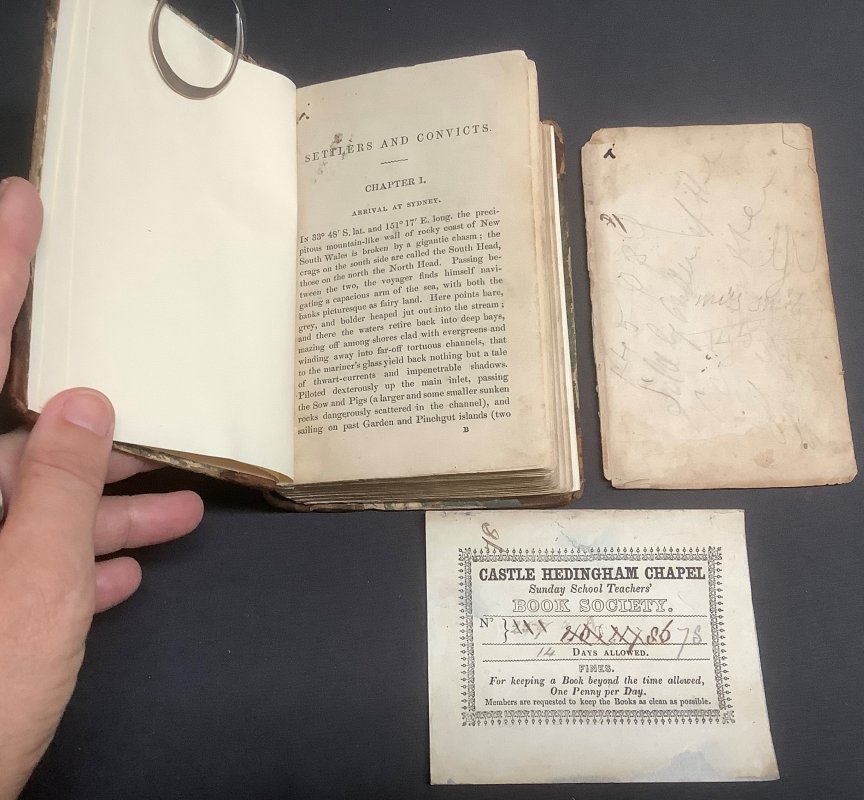 SETTLERS AND CONVICTS.
CHAPTER I.
ARRIVAL AT SYDNEY.
In 33° 48′ S. lat. and 151° 17′ E. long. the preci-
pitous mountain-like wall of rocky coast of New
South Wales is broken by a gigantic chasm; the
crags on the south side are called the South Head,
those on the north the North Head. Passing be-
tween the two, the voyager finds himself navi-
gating a capacious arm of the sea, with both the
banks picturesque as fairy land. Here points bare,
grey, and bolder heaped jut out into the stream;
and there the waters retire back into deep bays,
mazing off among shores clad with evergreens and
winding away into far-off tortuous channels, that
to the mariner's glass yield back nothing but a tale
of thwart-currents and impenetrable shadows.
Piloted dexterously up the main inlet, passing
the Sow and Pigs (a larger and some smaller sunken
rocks dangerously scattered in the channel), and
sailing on past Garden and Pinchgut islands (two
B
CASTLE HEDINGHAM CHAPEL
Sunday School Teachers'
BOOK SOCIETY.
N° 86 78
14 DAYS ALLOWED.
FINES.
For keeping a Book beyond the time allowed,
One Penny per Day.
Members are requested to keep the Books as clean as possible.